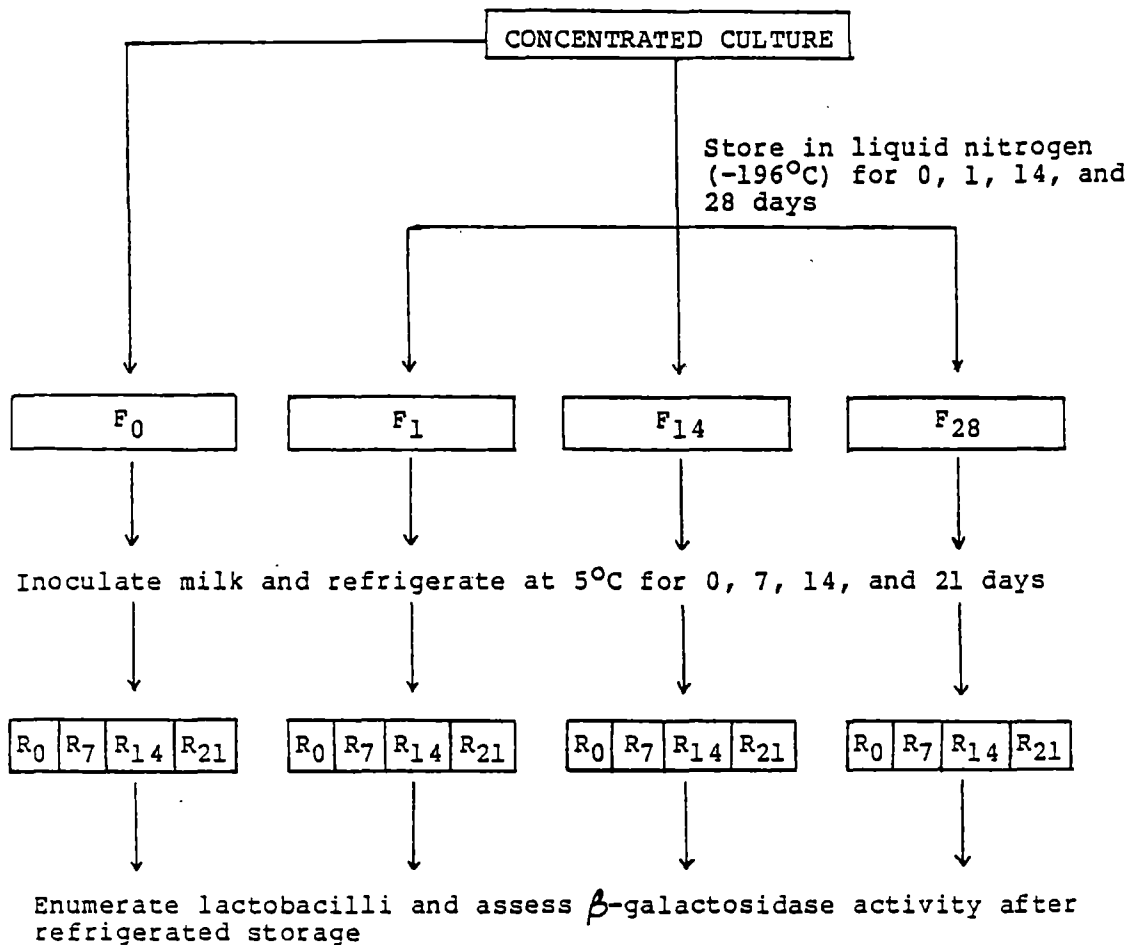 CONCENTRATED CULTURE
Store in liquid nitrogen
(-196°C) for 0, 1, 14, and
28 days
F0 F1 F14 F28
Inoculate milk and refrigerate at 5°C for 0, 7, 14, and 21 days
R0 R7 R14 R21 R0 R7 R14 R21 R0 R7 R14 R21 R0 R7 R14 R21
Enumerate lactobacilli and assess β-galactosidase activity after
refrigerated storage